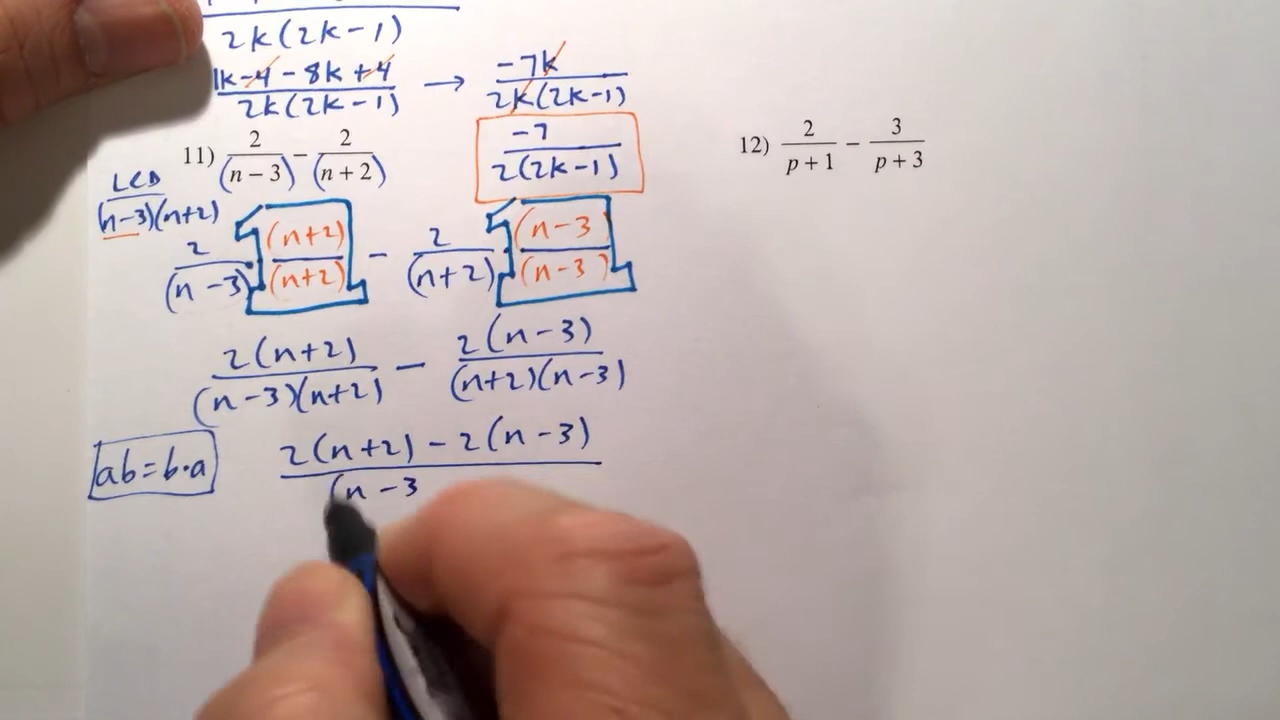 2k(2k-1)
k-4 - 8k +4 / 2k(2k-1) → -7k / 2k(2k-1)
-7 / 2(2k-1)
11) 2/(n - 3) - 2/(n + 2)
12) 2/p + 1 - 3/p + 3
LCD
(n-3)(n+2)
2/(n-3) · (n+2)/(n+2) - 2/(n+2) · (n-3)/(n-3)
2(n+2)/(n-3)(n+2) - 2(n-3)/(n+2)(n-3)
ab=b·a
2(n+2) - 2(n-3)
(n-3